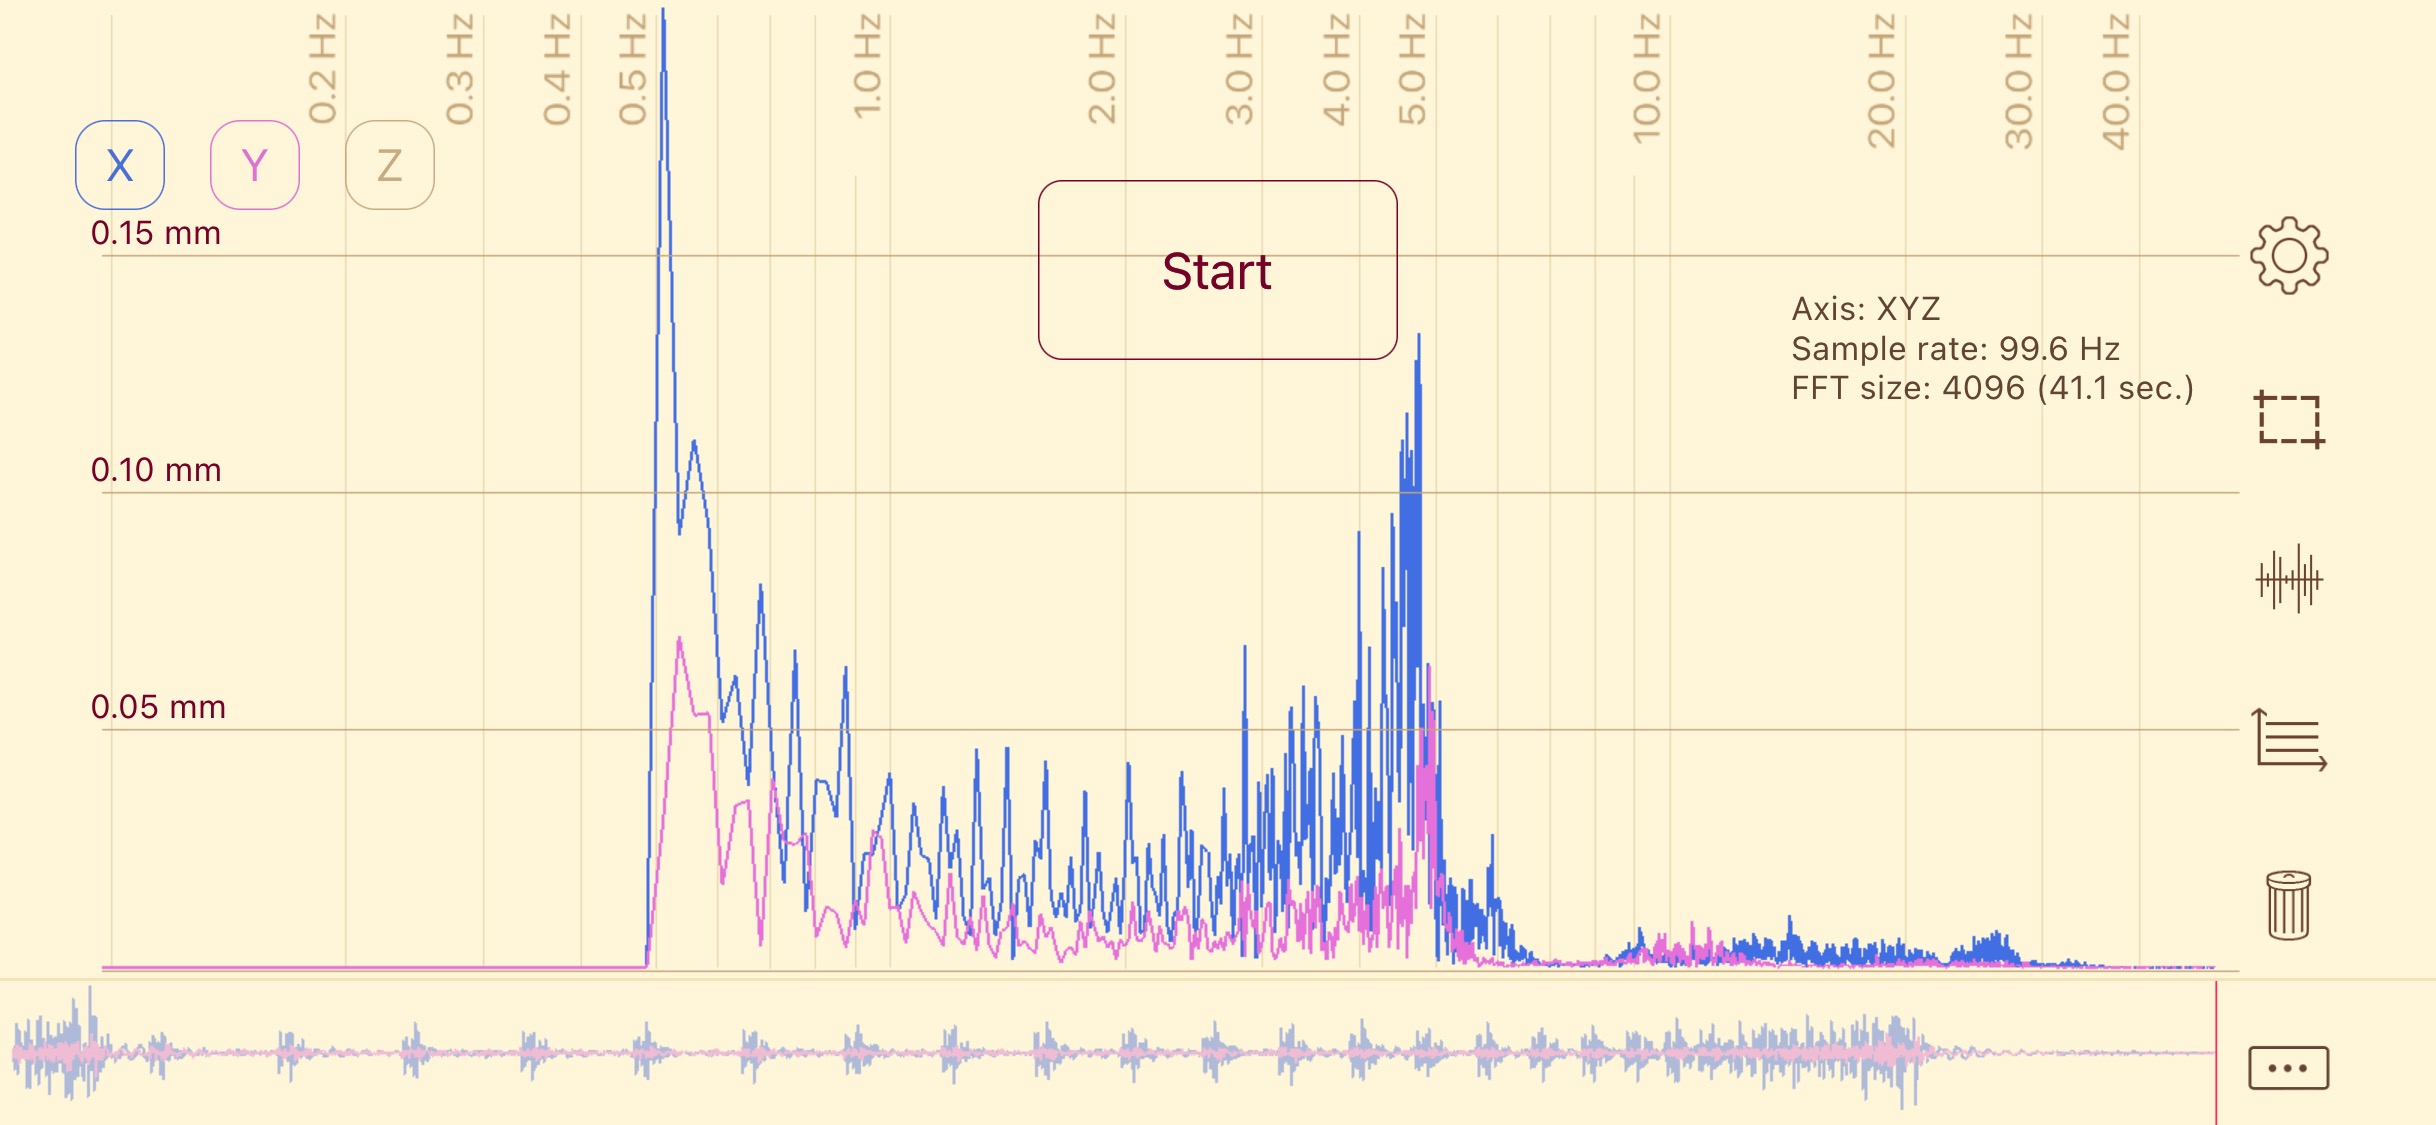 0.2 Hz
0.3 Hz
0.4 Hz
0.5 Hz
1.0 Hz
2.0 Hz
3.0 Hz
4.0 Hz
5.0 Hz
10.0 Hz
20.0 Hz
30.0 Hz
40.0 Hz
X
Y
Z
0.15 mm
Start
Axis: XYZ
Sample rate: 99.6 Hz
FFT size: 4096 (41.1 sec.)
0.10 mm
0.05 mm